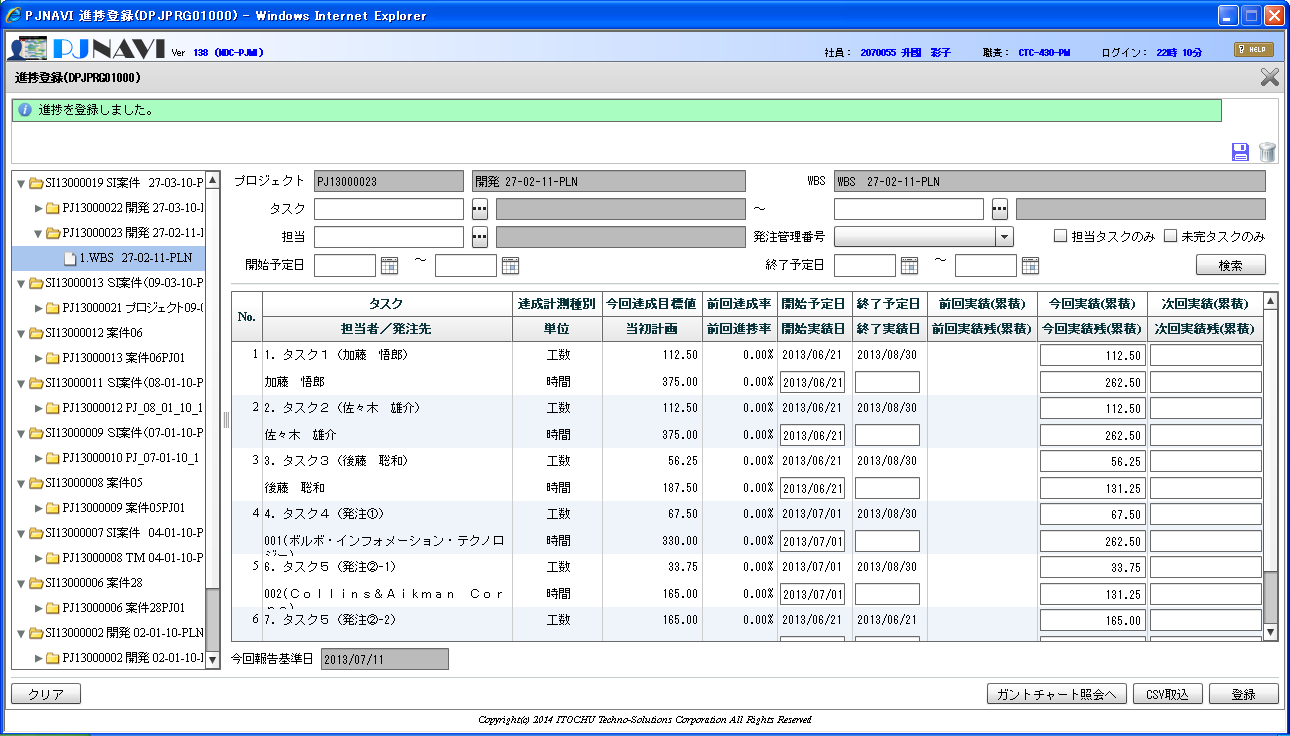 PJNAVI 進捗登録(DPJPRG01000) - Windows Internet Explorer
PJNAVI Ver 138 (NDC-PJM) 社員： 2070055 升國 彩子 職責： CTC-430-PM ログイン： 22時 10分 HELP
進捗登録(DPJPRG01000)
進捗を登録しました。
SI13000019 SI案件 27-03-10-P
PJ13000022 開発 27-03-10-
PJ13000023 開発 27-02-11-
1.WBS 27-02-11-PLN
SI13000013 SI案件(09-03-10-P
PJ13000021 プロジェクト09-
SI13000012 案件06
PJ13000013 案件06PJ01
SI13000011 SI案件(08-01-10-P
PJ13000012 PJ_08_01_10_1
SI13000009 SI案件(07-01-10-P
PJ13000010 PJ_07-01-10_1
SI13000008 案件05
PJ13000009 案件05PJ01
SI13000007 SI案件 04-01-10-P
PJ13000008 TM 04-01-10-P
SI13000006 案件28
PJ13000006 案件28PJ01
SI13000002 開発 02-01-10-PLN
PJ13000002 開発 02-01-10-
プロジェクト PJ13000023 開発 27-02-11-PLN WBS WBS 27-02-11-PLN
タスク ～
担当 発注管理番号 担当タスクのみ 未完タスクのみ
開始予定日 ～ 終了予定日 ～ 検索
No. タスク 達成計測種別 今回達成目標値 前回達成率 開始予定日 終了予定日 前回実績(累積) 今回実績(累積) 次回実績(累積)
担当者／発注先 単位 当初計画 前回進捗率 開始実績日 終了実績日 前回実績残(累積) 今回実績残(累積) 次回実績残(累積)
1 1. タスク１（加藤 悟郎） 工数 112.50 0.00% 2013/06/21 2013/08/30 112.50
加藤 悟郎 時間 375.00 0.00% 2013/06/21 262.50
2 2. タスク２（佐々木 雄介） 工数 112.50 0.00% 2013/06/21 2013/08/30 112.50
佐々木 雄介 時間 375.00 0.00% 2013/06/21 262.50
3 3. タスク３（後藤 聡和） 工数 56.25 0.00% 2013/06/21 2013/08/30 56.25
後藤 聡和 時間 187.50 0.00% 2013/06/21 131.25
4 4. タスク４（発注①） 工数 67.50 0.00% 2013/07/01 2013/08/30 67.50
001(ボルボ・インフォメーション・テクノロ 時間 330.00 0.00% 2013/07/01 262.50
ジー)
5 6. タスク５（発注②-1） 工数 33.75 0.00% 2013/07/01 2013/08/30 33.75
002(Ｃｏｌｌｉｎｓ＆Ａｉｋｍａｎ Ｃｏｒ 時間 165.00 0.00% 2013/07/01 131.25
6 7. タスク５（発注②-2） 工数 165.00 0.00% 2013/06/21 2013/06/21 165.00
今回報告基準日 2013/07/11
クリア ガントチャート照会へ CSV取込 登録
Copyright(c) 2014 ITOCHU Techno-Solutions Corporation All Rights Reserved